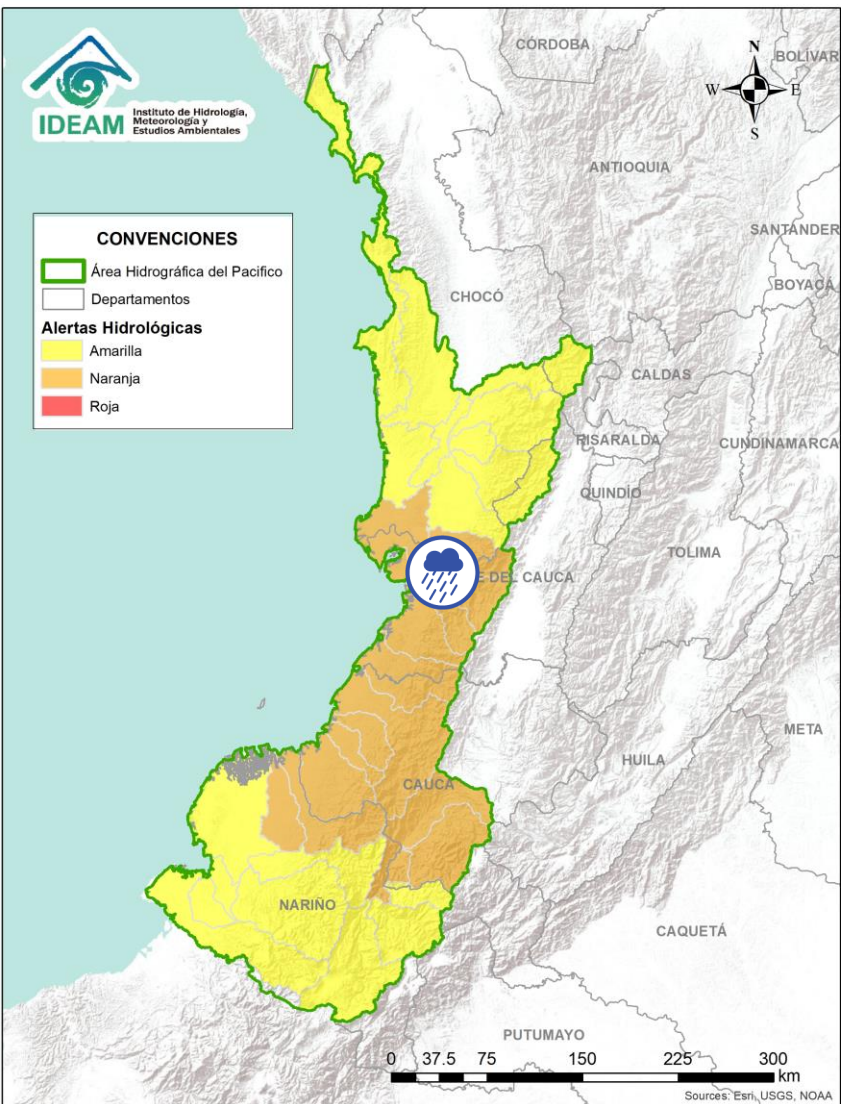 IDEAM
Instituto de Hidrología,
Meteorología y
Estudios Ambientales
N
W E
S
CÓRDOBA
BOLÍVAR
ANTIOQUIA
SANTANDER
BOYACÁ
CHOCÓ
CALDAS
RISARALDA
CUNDINAMARCA
QUINDÍO
TOLIMA
E DEL CAUCA
META
HUILA
CAUCA
NARIÑO
CAQUETÁ
PUTUMAYO
CONVENCIONES
Área Hidrográfica del Pacifico
Departamentos
Alertas Hidrológicas
Amarilla
Naranja
Roja
0 37.5 75 150 225 300
km
Sources: Esri, USGS, NOAA